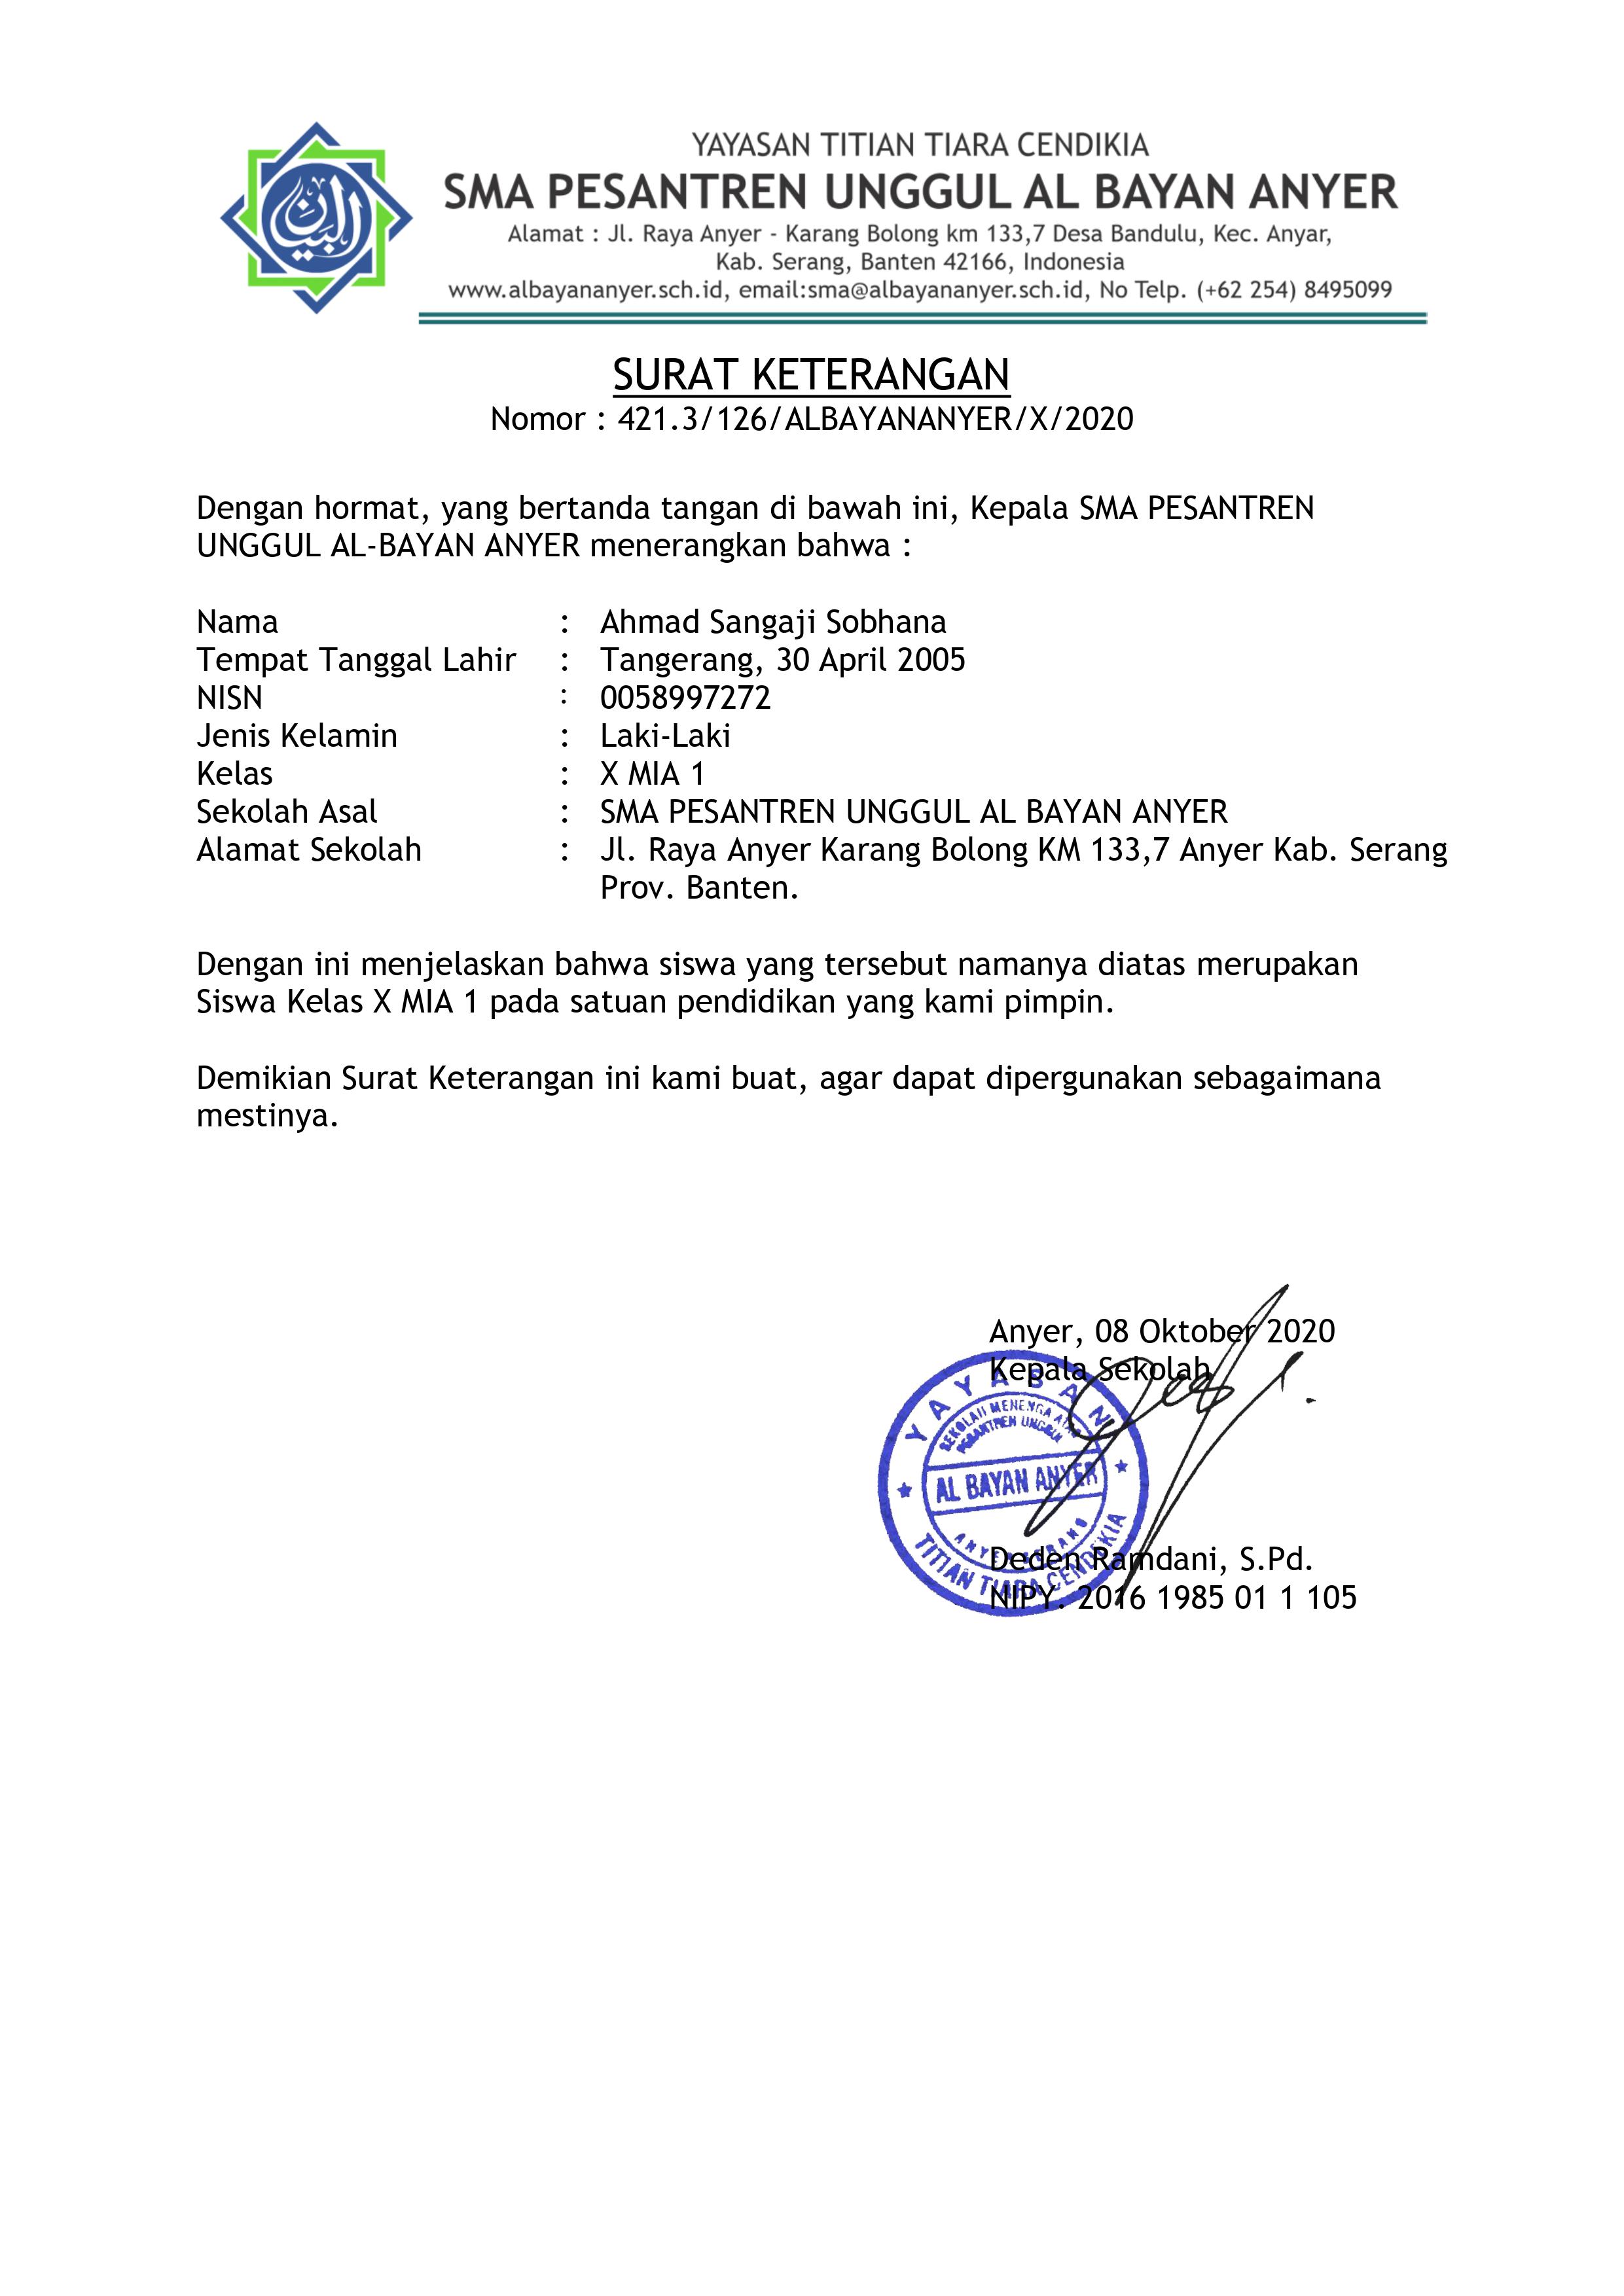 البيان
YAYASAN TITIAN TIARA CENDIKIA
SMA PESANTREN UNGGUL AL BAYAN ANYER
Alamat : Jl. Raya Anyer - Karang Bolong km 133,7 Desa Bandulu, Kec. Anyar,
Kab. Serang, Banten 42166, Indonesia
www.albayananyer.sch.id, email:sma@albayananyer.sch.id, No Telp. (+62 254) 8495099
SURAT KETERANGAN
Nomor : 421.3/126/ALBAYANANYER/X/2020
Dengan hormat, yang bertanda tangan di bawah ini, Kepala SMA PESANTREN
UNGGUL AL-BAYAN ANYER menerangkan bahwa :
Nama : Ahmad Sangaji Sobhana
Tempat Tanggal Lahir : Tangerang, 30 April 2005
NISN : 0058997272
Jenis Kelamin : Laki-Laki
Kelas : X MIA 1
Sekolah Asal : SMA PESANTREN UNGGUL AL BAYAN ANYER
Alamat Sekolah : Jl. Raya Anyer Karang Bolong KM 133,7 Anyer Kab. Serang
Prov. Banten.
Dengan ini menjelaskan bahwa siswa yang tersebut namanya diatas merupakan
Siswa Kelas X MIA 1 pada satuan pendidikan yang kami pimpin.
Demikian Surat Keterangan ini kami buat, agar dapat dipergunakan sebagaimana
mestinya.
Anyer, 08 Oktober 2020
Kepala Sekolah
YAYASAN
SEKOLAH MENENGA ATAS
PESANTREN UNGGUL
AL BAYAN ANYER
ANYER SERANG
TITIAN TIARA CENDEKIA
Deden Ramdani, S.Pd.
NIPY. 2016 1985 01 1 105